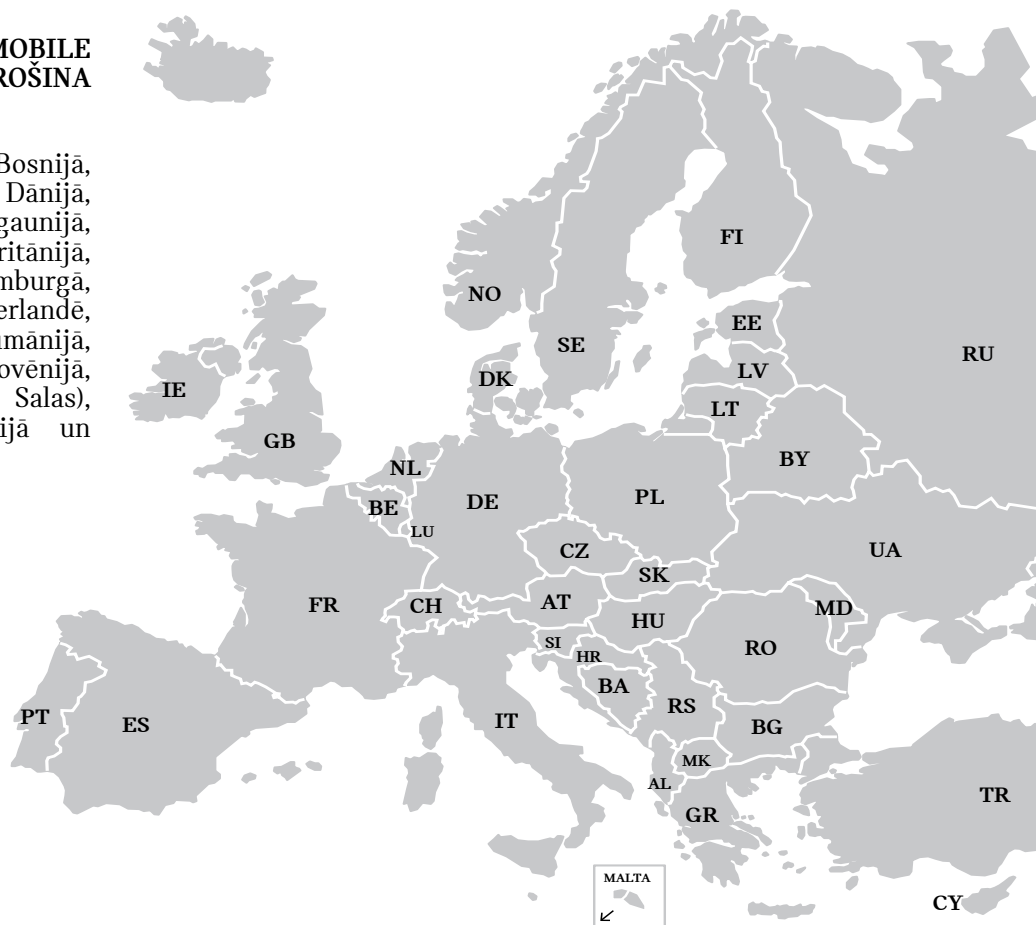 MOBILE
ROŠINA
Bosnijā,
Dānijā,
gaunijā,
ritānijā,
mburgā,
erlandē,
umānijā,
ovēnijā,
Salas),
ijā un
FI
NO
SE
EE
RU
LV
DK
IE
LT
GB
BY
NL
DE
PL
BE
LU
CZ
UA
SK
FR
CH
AT
MD
HU
SI
RO
HR
BA
PT
ES
IT
RS
BG
MK
AL
TR
GR
MALTA
CY